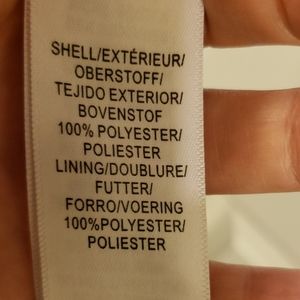 SHELL/EXTÉRIEUR/
OBERSTOFF/
TEJIDO EXTERIOR/
BOVENSTOF
100% POLYESTER/
POLIESTER
LINING/DOUBLURE/
FUTTER/
FORRO/VOERING
100%POLYESTER/
POLIESTER